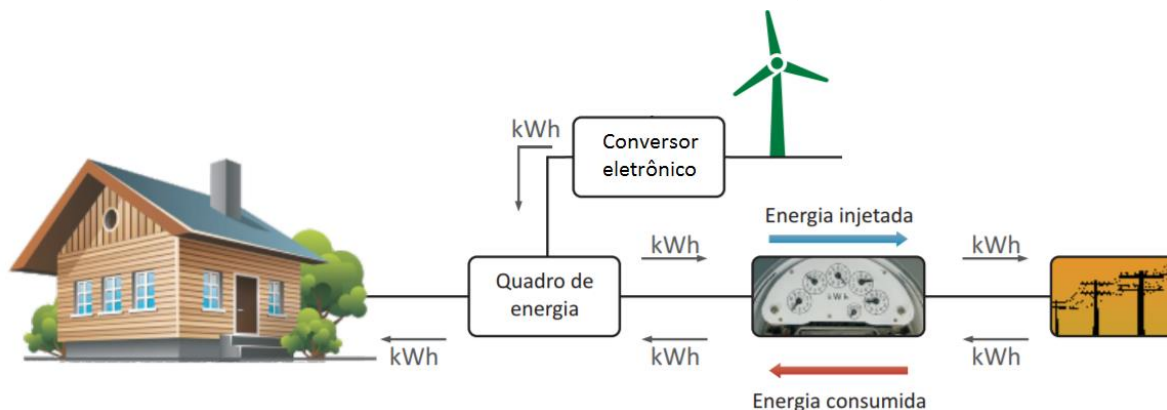 kWh
Conversor
eletrônico
Energia injetada
kWh
kWh
Quadro de
energia
k W h
kWh
kWh
kWh
Energia consumida